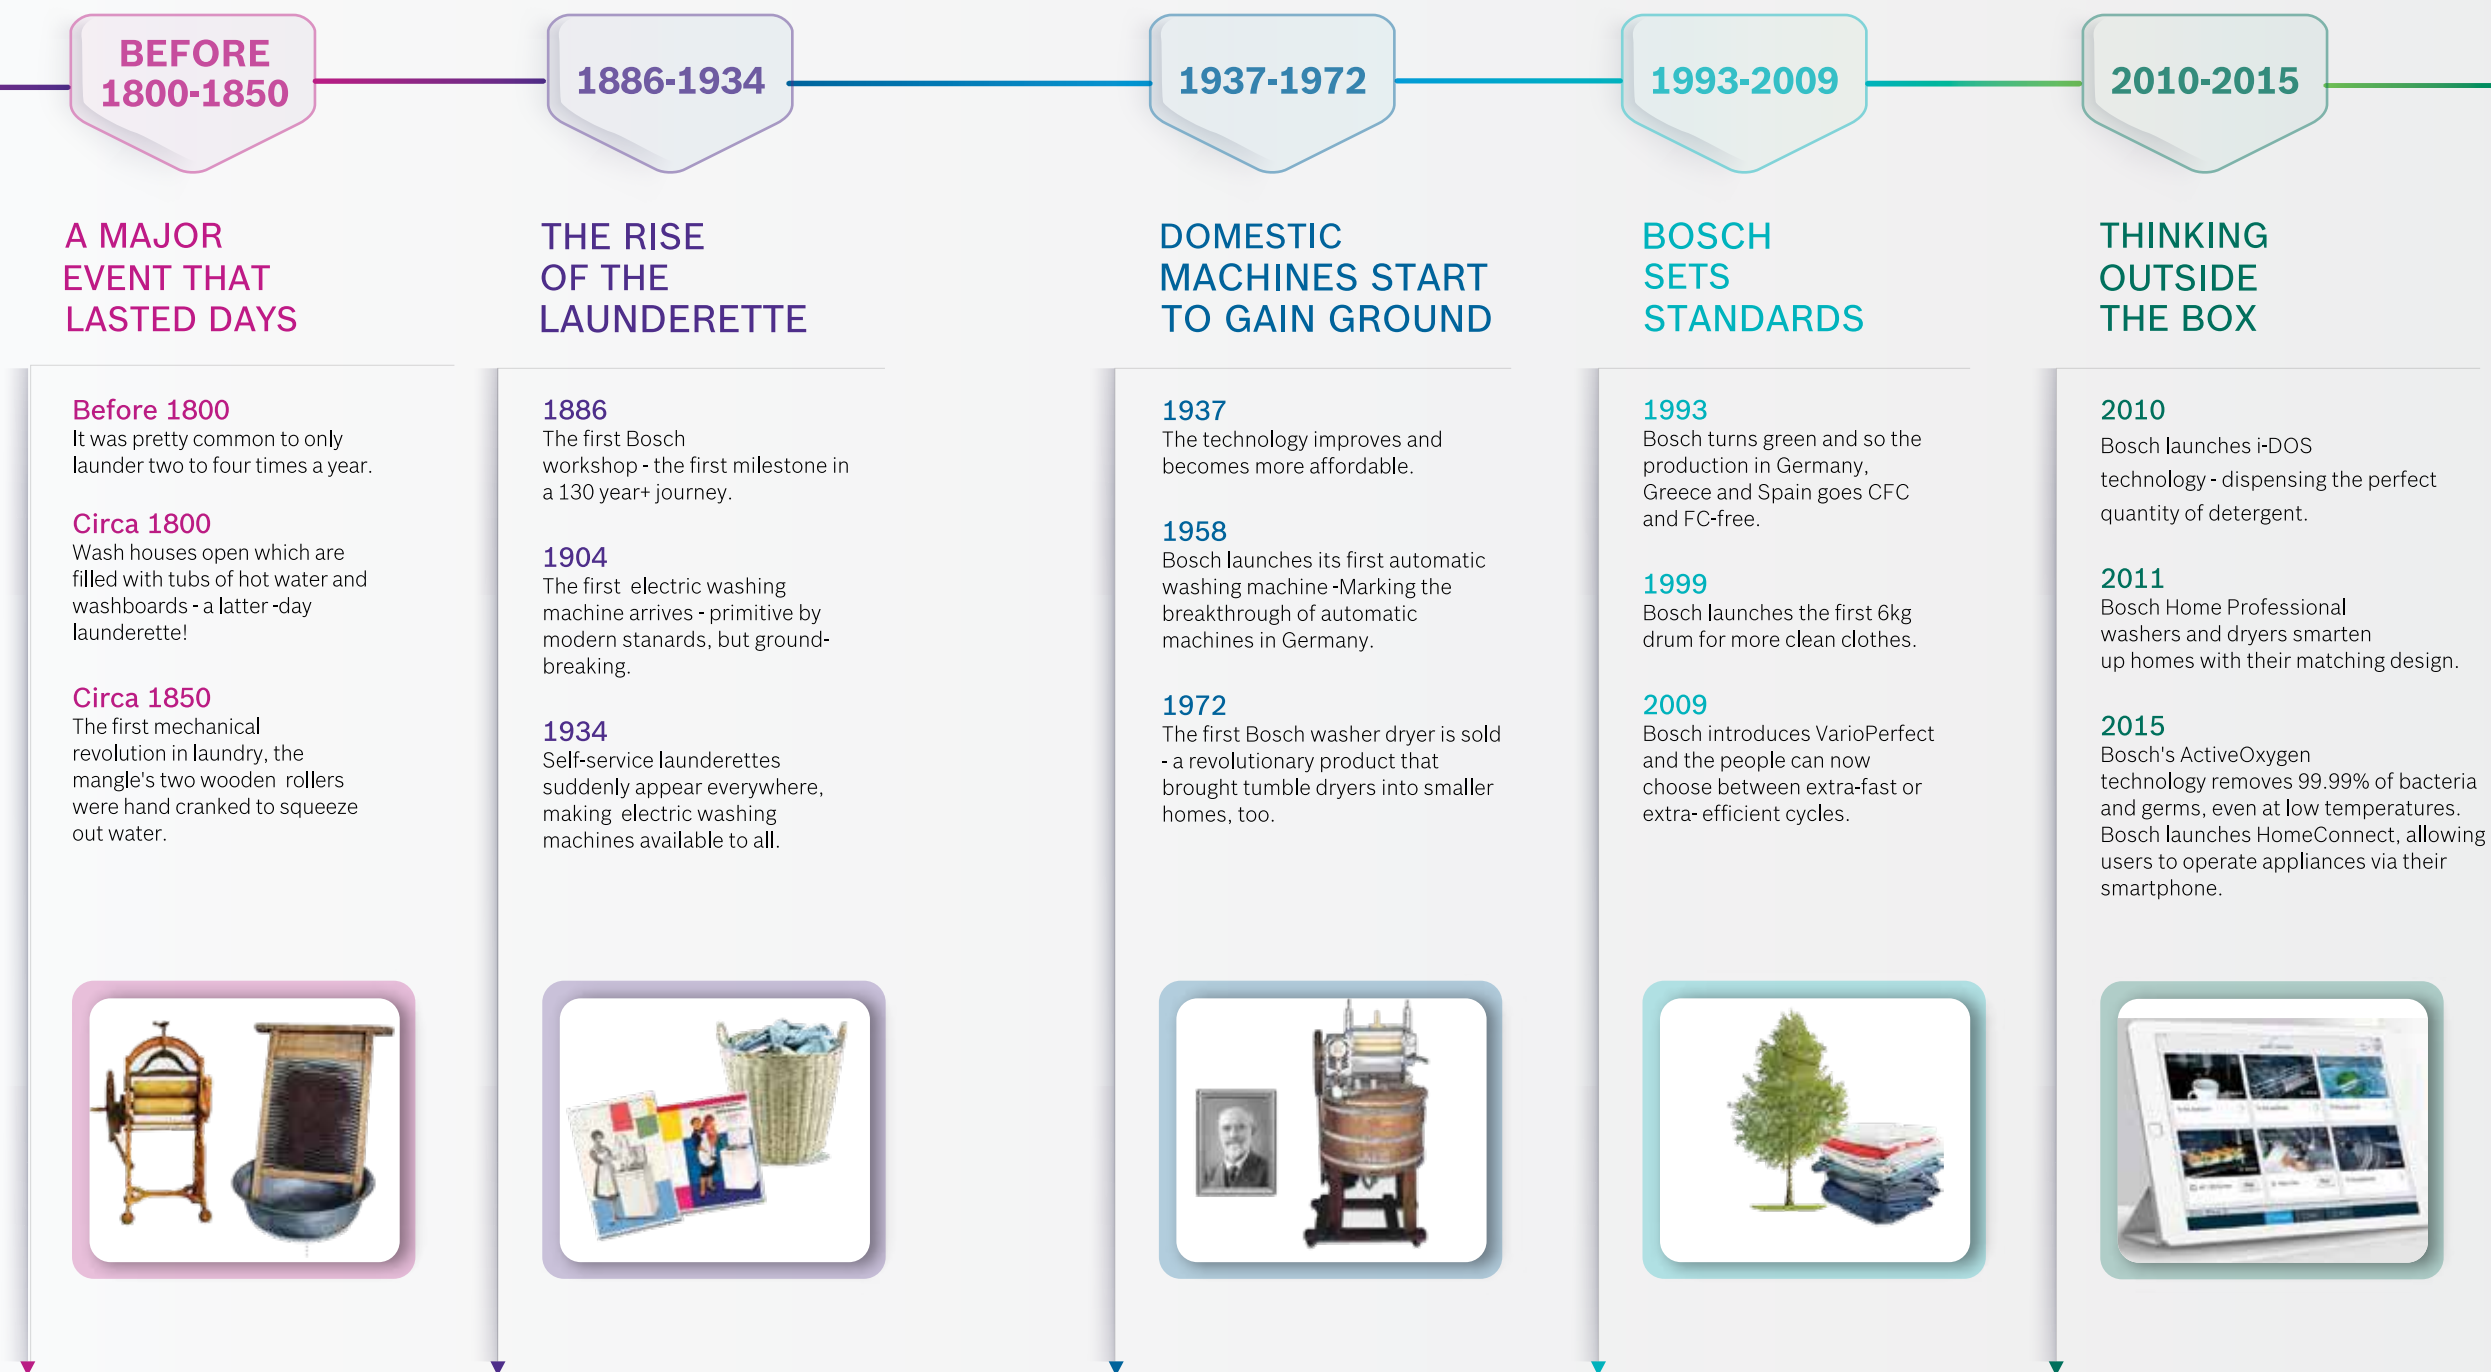 BEFORE
1800-1850
A MAJOR
EVENT THAT
LASTED DAYS
Before 1800
It was pretty common to only
launder two to four times a year.
Circa 1800
Wash houses open which are
filled with tubs of hot water and
washboards - a latter -day
launderette!
Circa 1850
The first mechanical
revolution in laundry, the
mangle's two wooden rollers
were hand cranked to squeeze
out water.
1886-1934
THE RISE
OF THE
LAUNDERETTE
1886
The first Bosch
workshop - the first milestone in
a 130 year+ journey.
1904
The first electric washing
machine arrives - primitive by
modern stanards, but ground-
breaking.
1934
Self-service launderettes
suddenly appear everywhere,
making electric washing
machines available to all.
1937-1972
DOMESTIC
MACHINES START
TO GAIN GROUND
1937
The technology improves and
becomes more affordable.
1958
Bosch launches its first automatic
washing machine -Marking the
breakthrough of automatic
machines in Germany.
1972
The first Bosch washer dryer is sold
- a revolutionary product that
brought tumble dryers into smaller
homes, too.
1993-2009
BOSCH
SETS
STANDARDS
1993
Bosch turns green and so the
production in Germany,
Greece and Spain goes CFC
and FC-free.
1999
Bosch launches the first 6kg
drum for more clean clothes.
2009
Bosch introduces VarioPerfect
and the people can now
choose between extra-fast or
extra- efficient cycles.
2010-2015
THINKING
OUTSIDE
THE BOX
2010
Bosch launches i-DOS
technology - dispensing the perfect
quantity of detergent.
2011
Bosch Home Professional
washers and dryers smarten
up homes with their matching design.
2015
Bosch's ActiveOxygen
technology removes 99.99% of bacteria
and germs, even at low temperatures.
Bosch launches HomeConnect, allowing
users to operate appliances via their
smartphone.